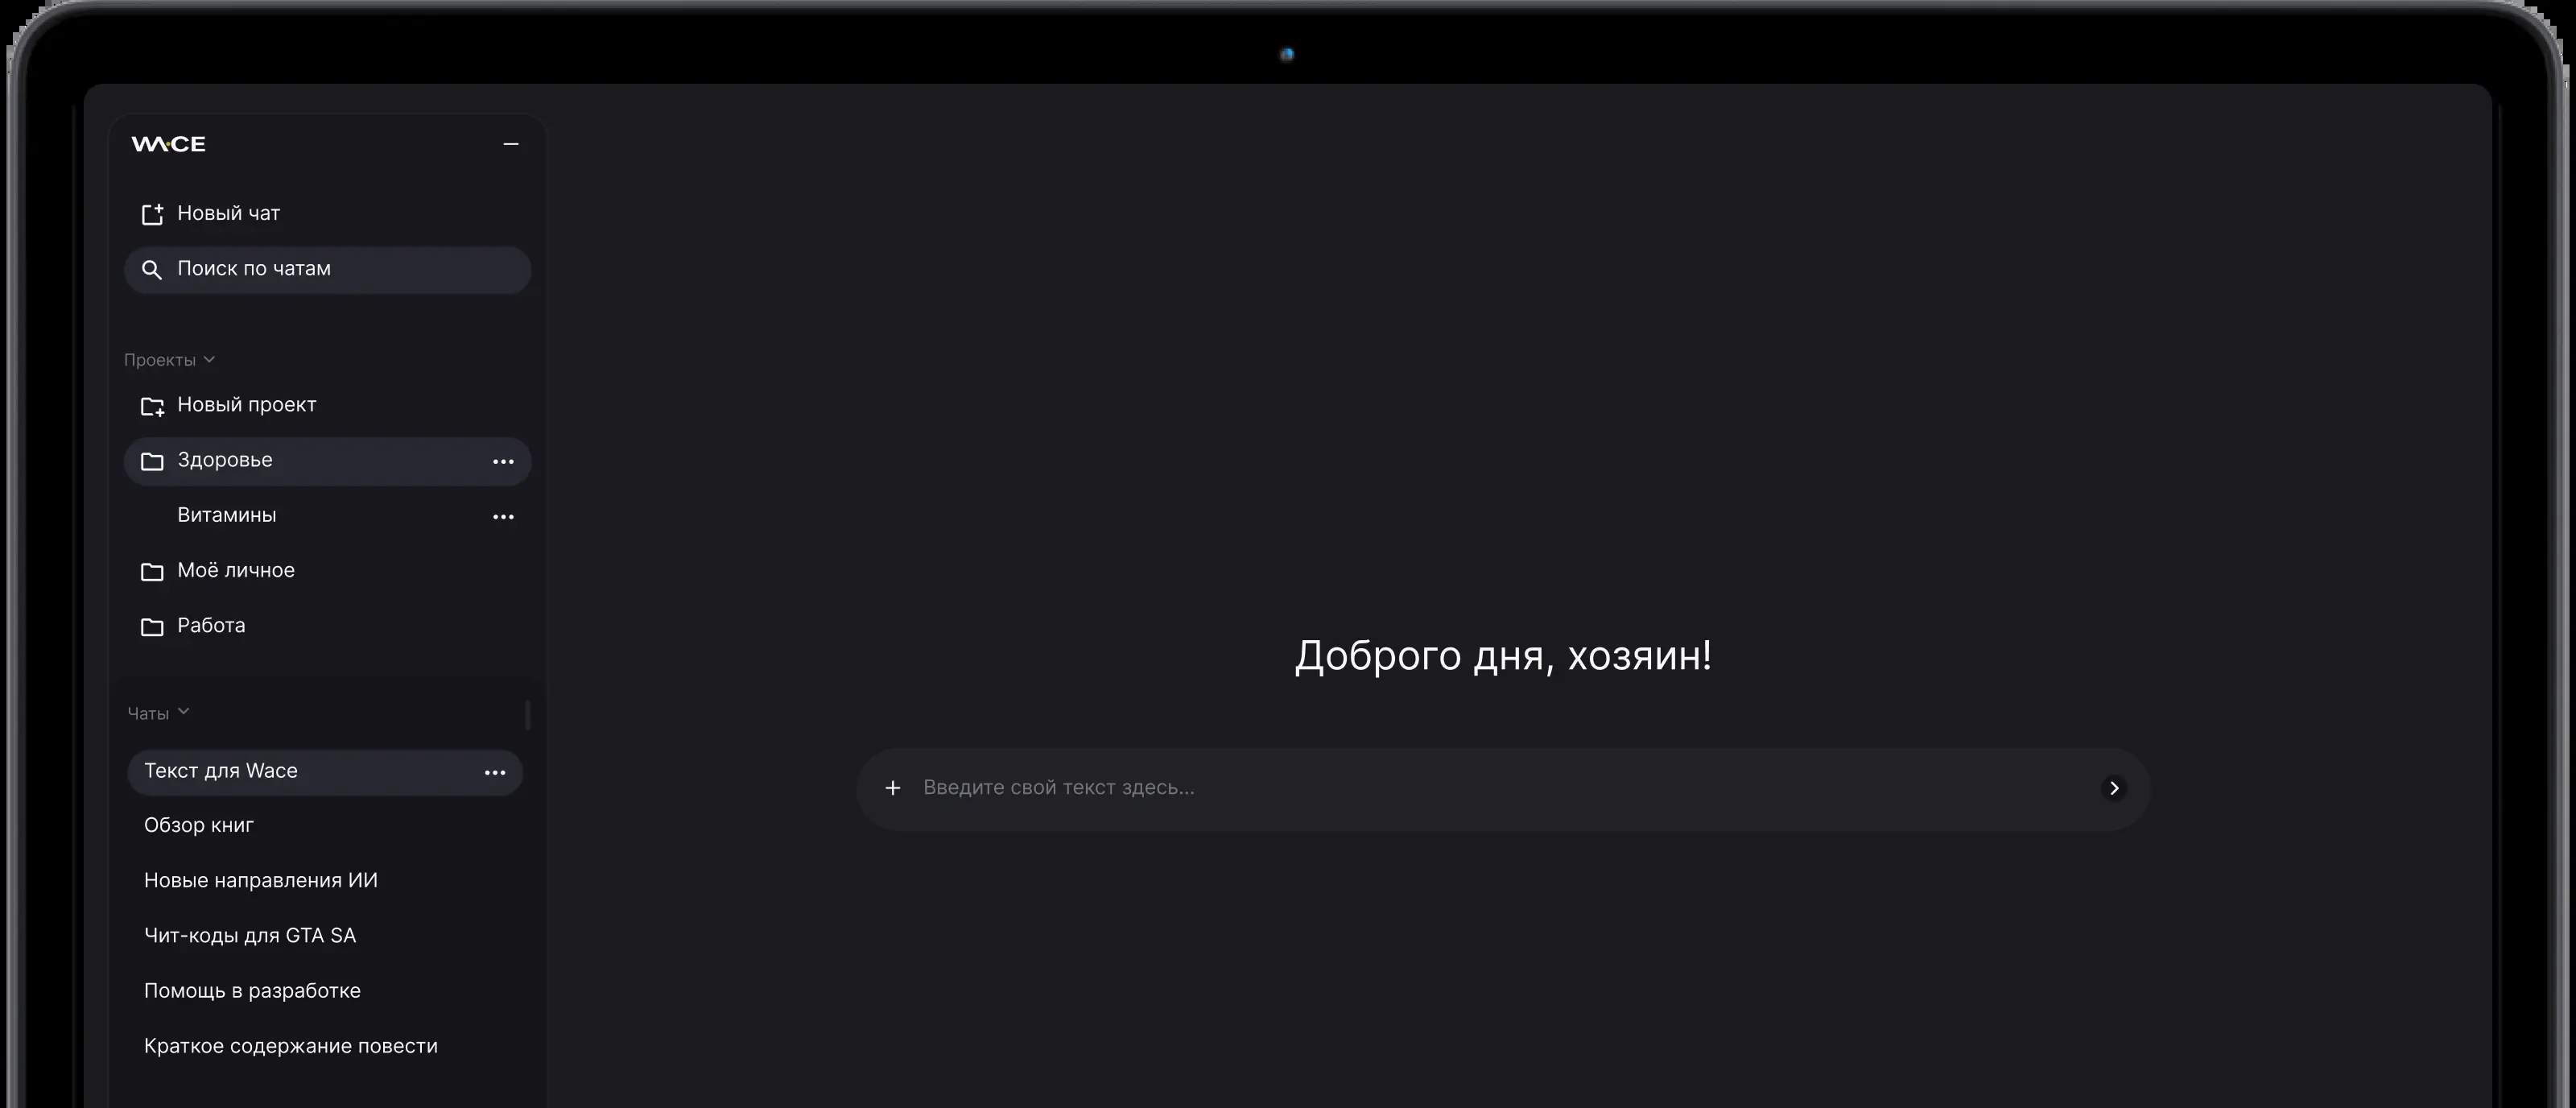 WACE
Новый чат
Поиск по чатам
Проекты
Новый проект
Здоровье
Витамины
Моё личное
Работа
Чаты
Текст для Wace
Обзор книг
Новые направления ИИ
Чит-коды для GTA SA
Помощь в разработке
Краткое содержание повести
Доброго дня, хозяин!
Введите свой текст здесь...